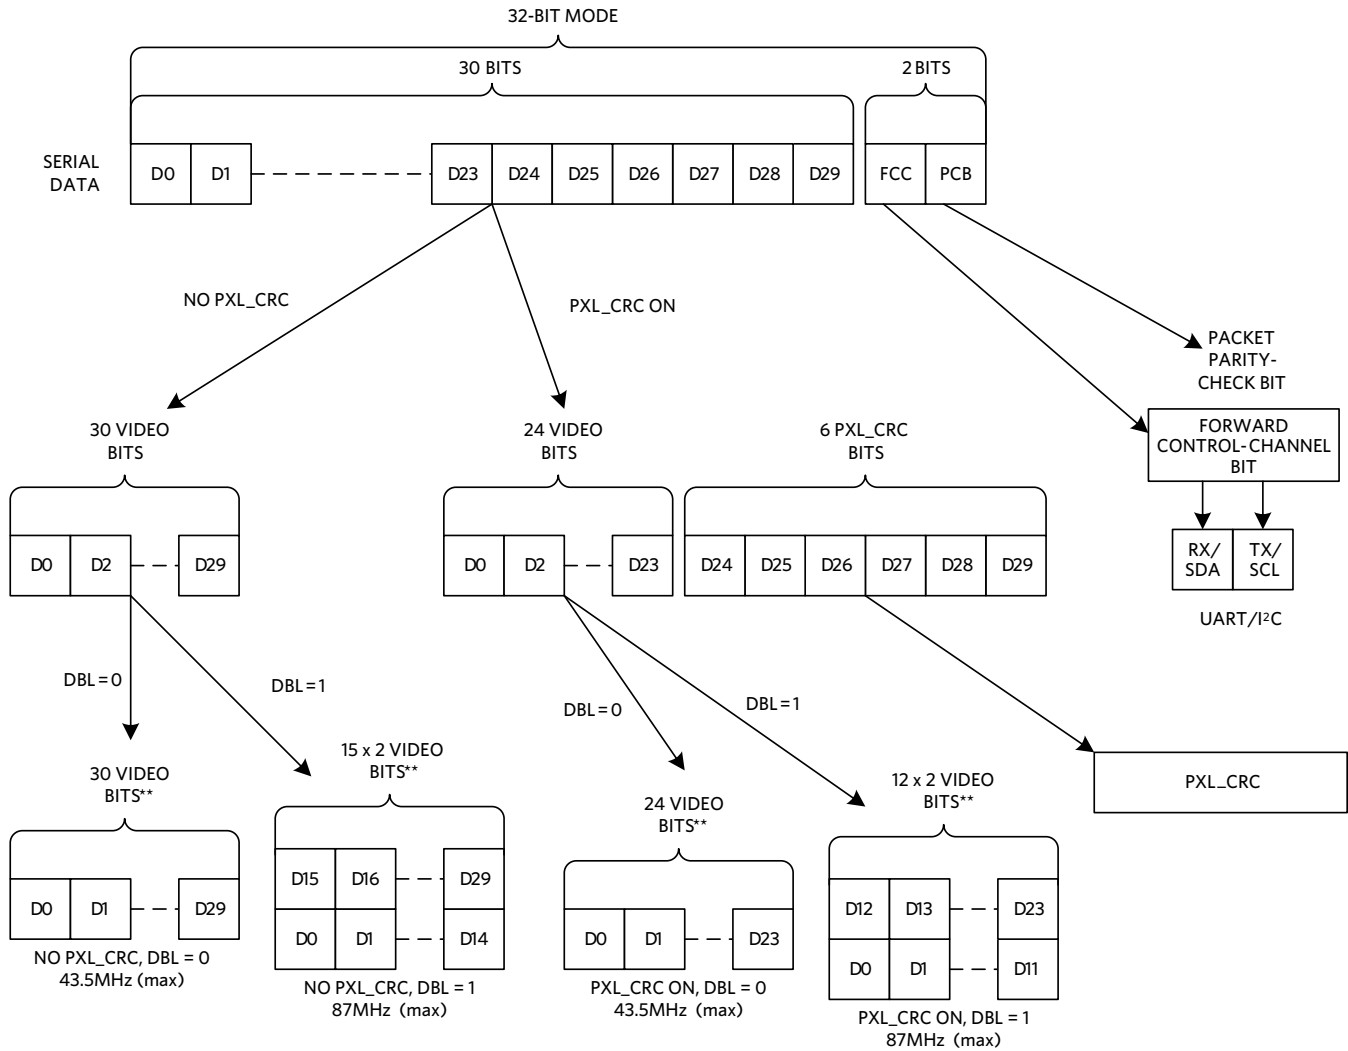 32-BIT MODE
30 BITS
2 BITS
SERIAL
DATA
D0 D1 D23 D24 D25 D26 D27 D28 D29 FCC PCB
NO PXL_CRC
PXL_CRC ON
PACKET
PARITY-
CHECK BIT
30 VIDEO
BITS
24 VIDEO
BITS
6 PXL_CRC
BITS
FORWARD
CONTROL-CHANNEL
BIT
D0 D2 D29
D0 D2 D23
D24 D25 D26 D27 D28 D29
RX/
SDA
TX/
SCL
UART/I²C
DBL=0
DBL=1
DBL=0
DBL=1
30 VIDEO
BITS**
15 x 2 VIDEO
BITS**
24 VIDEO
BITS**
12 x 2 VIDEO
BITS**
PXL_CRC
D0 D1 D29
NO PXL_CRC, DBL = 0
43.5MHz (max)
D15 D16 D29
D0 D1 D14
NO PXL_CRC, DBL = 1
87MHz (max)
D0 D1 D23
PXL_CRC ON, DBL = 0
43.5MHz (max)
D12 D13 D23
D0 D1 D11
PXL_CRC ON, DBL = 1
87MHz (max)